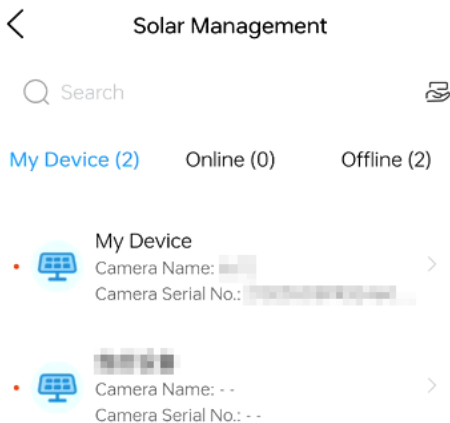 Solar Management
Search
My Device (2) Online (0) Offline (2)
My Device
Camera Name:
Camera Serial No.:
Camera Name: - -
Camera Serial No.: - -